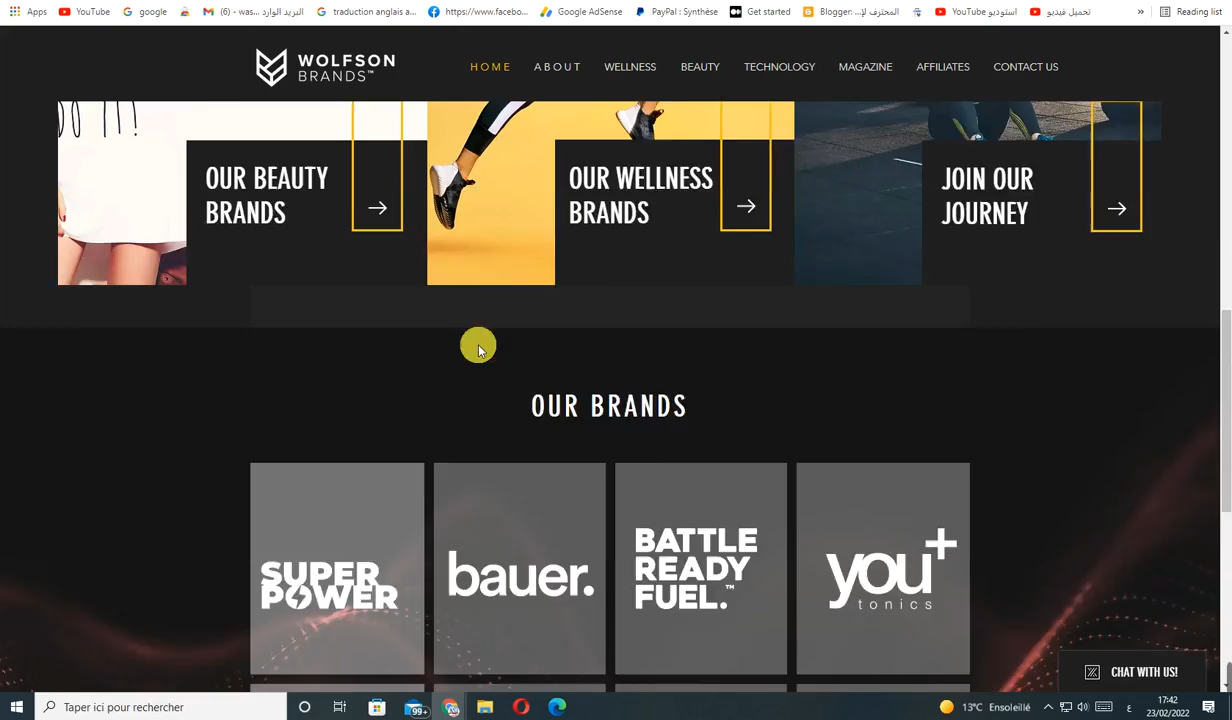 Apps YouTube google البريد الوارد (6) - was... traduction anglais a... https://www.facebo... Google AdSense PayPal : Synthèse Get started Blogger: المحترف لإ... استوديو YouTube تحميل فيديو » Reading list
WOLFSON
BRANDS™
HOME ABOUT WELLNESS BEAUTY TECHNOLOGY MAGAZINE AFFILIATES CONTACT US
DO IT!
OUR BEAUTY
BRANDS
OUR WELLNESS
BRANDS
JOIN OUR
JOURNEY
OUR BRANDS
SUPER
POWER
bauer.
BATTLE
READY
FUEL.™
you+
tonics
CHAT WITH US!
Taper ici pour rechercher
99+
13°C Ensoleillé
ع
17:42
23/02/2022